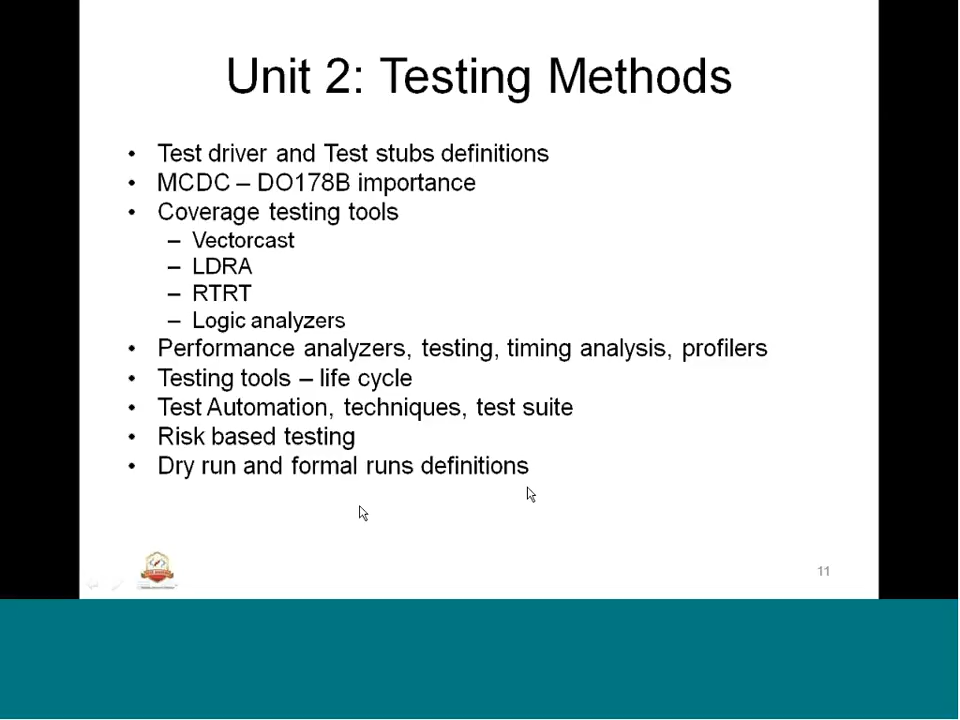 Unit 2: Testing Methods
• Test driver and Test stubs definitions
• MCDC – DO178B importance
• Coverage testing tools
– Vectorcast
– LDRA
– RTRT
– Logic analyzers
• Performance analyzers, testing, timing analysis, profilers
• Testing tools – life cycle
• Test Automation, techniques, test suite
• Risk based testing
• Dry run and formal runs definitions
11